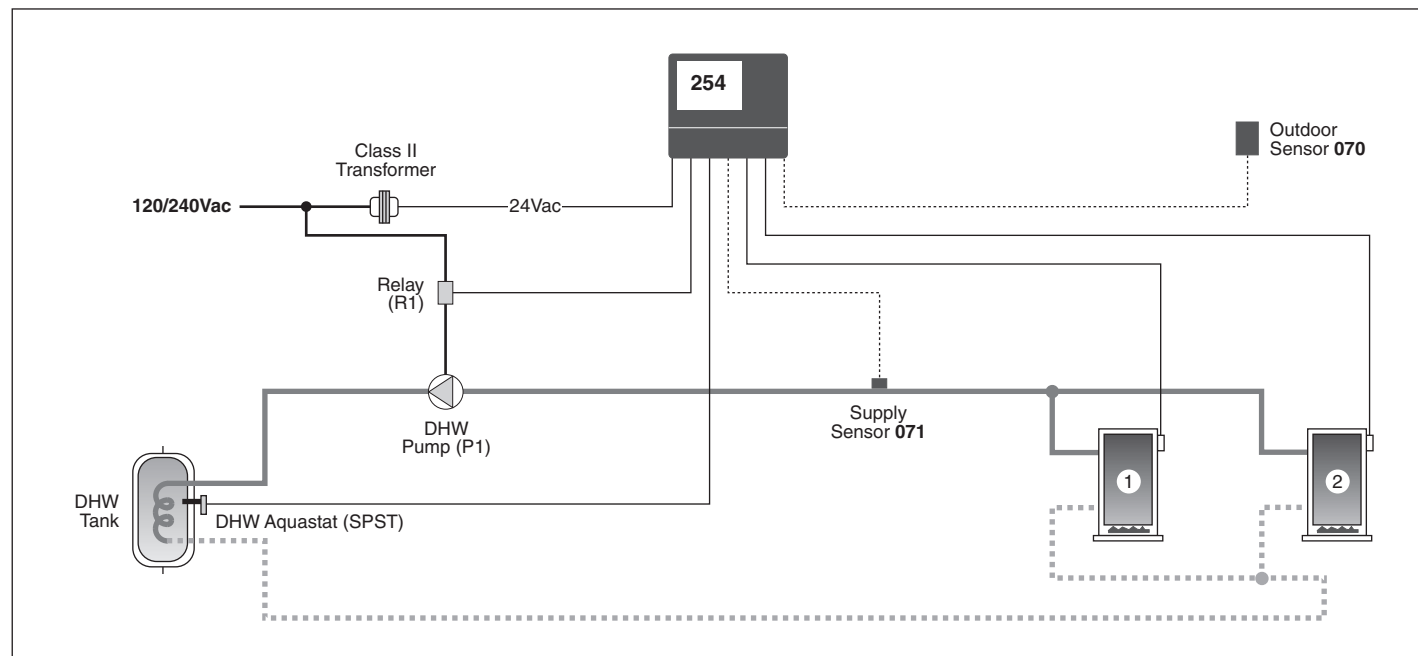 254
Outdoor
Sensor 070
Class II
Transformer
120/240Vac
24Vac
Relay
(R1)
DHW
Pump (P1)
Supply
Sensor 071
DHW
Tank
DHW Aquastat (SPST)
1
2